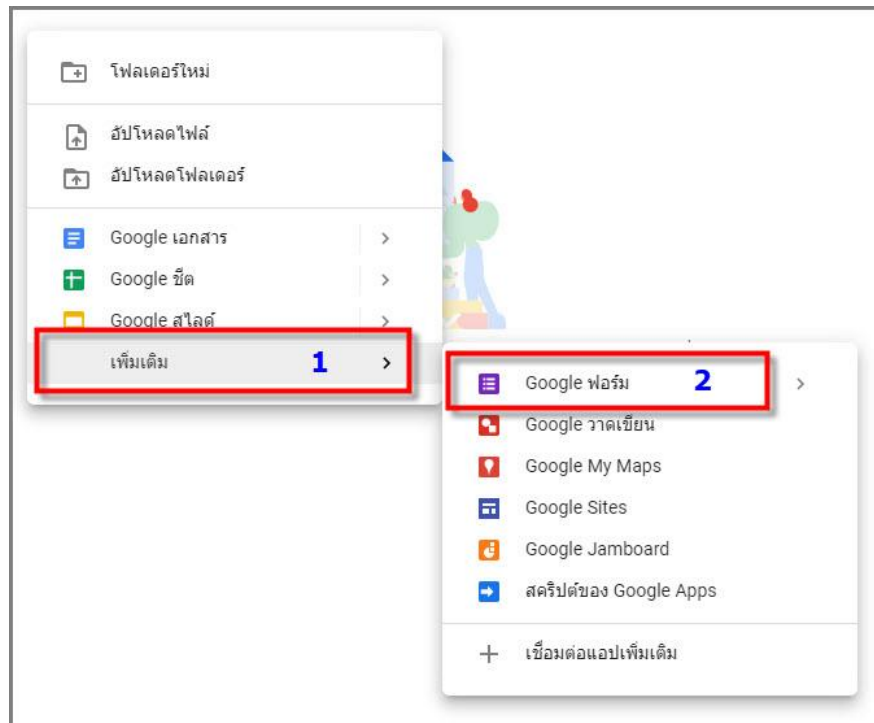 โฟลเดอร์ใหม่
อัปโหลดไฟล์
อัปโหลดโฟลเดอร์
Google เอกสาร
Google ชีต
Google สไลด์
เพิ่มเติม 1
Google ฟอร์ม 2
Google วาดเขียน
Google My Maps
Google Sites
Google Jamboard
สคริปต์ของ Google Apps
เชื่อมต่อแอปเพิ่มเติม